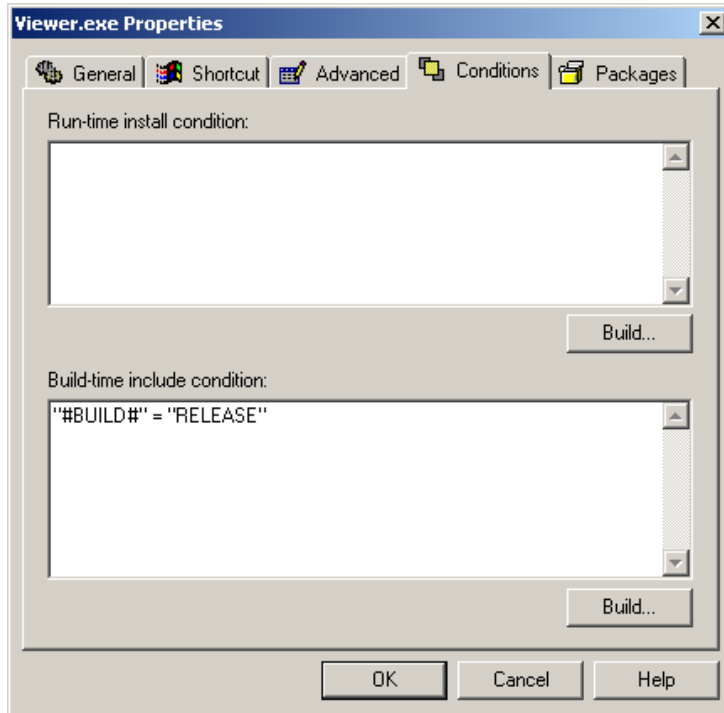 Viewer.exe Properties
General Shortcut Advanced Conditions Packages
Run-time install condition:
Build...
Build-time include condition:
"#BUILD#" = "RELEASE"
Build...
OK Cancel Help